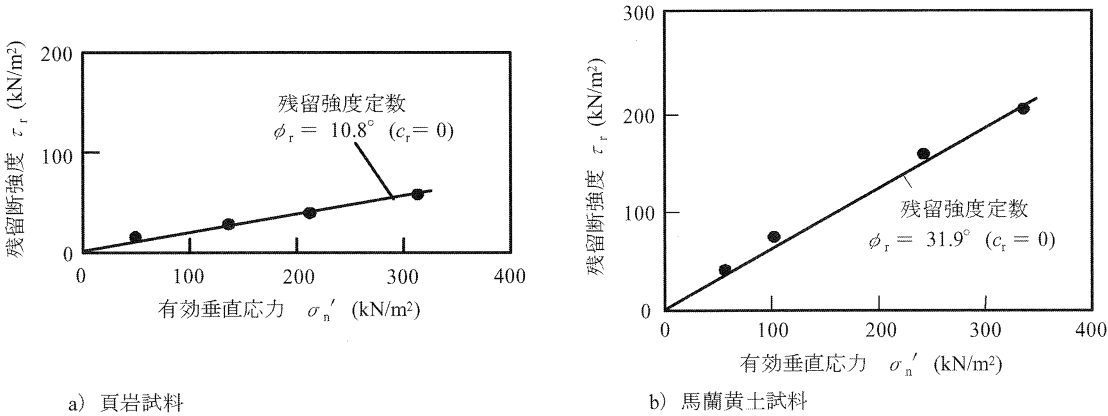 200
100
0
残留断強度 τr (kN/m²)
残留強度定数
φr = 10.8° (cr = 0)
0 100 200 300 400
有効垂直応力 σn′ (kN/m²)
a) 頁岩試料
300
200
100
0
残留断強度 τr (kN/m²)
残留強度定数
φr = 31.9° (cr = 0)
0 100 200 300 400
有効垂直応力 σn′ (kN/m²)
b) 馬蘭黄土試料